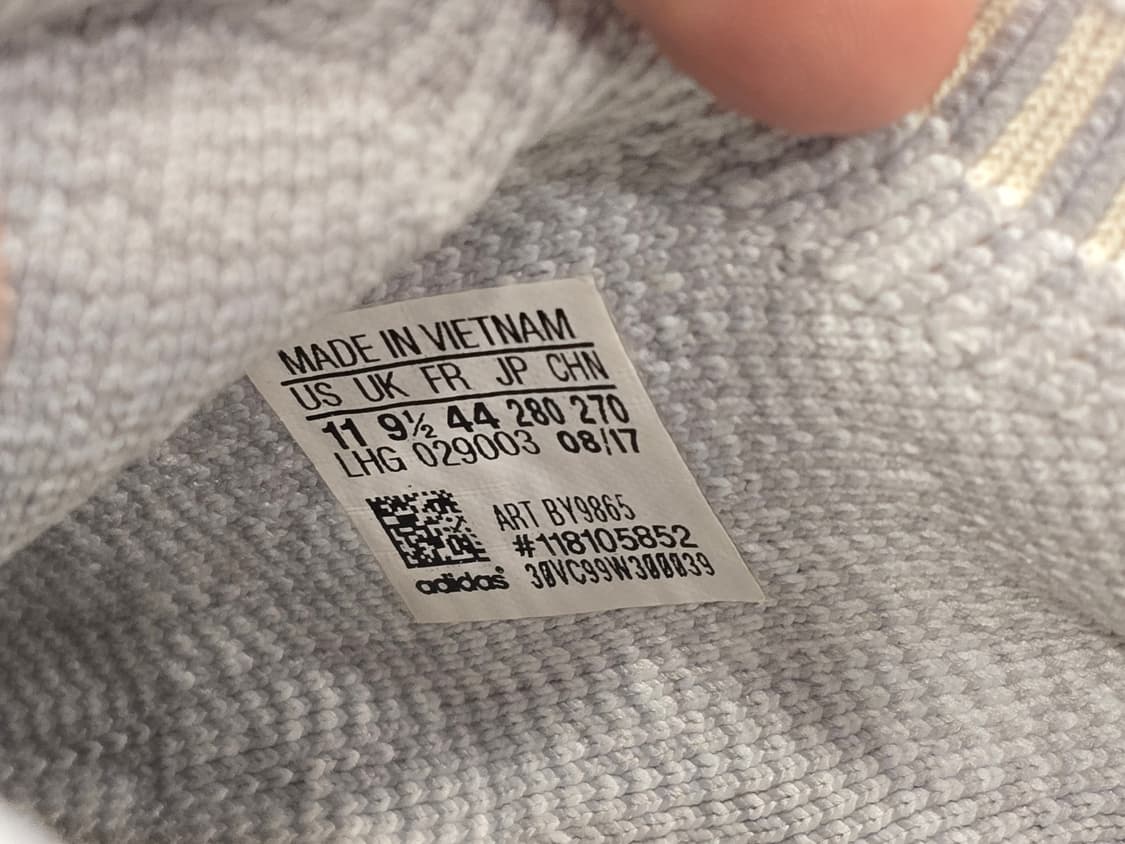 MADE IN VIETNAM
US UK FR JP CHN
11 9½ 44 280 270
LHG 029003 08/17
ART BY9865
#118105852
adidas® 30VC99W300039